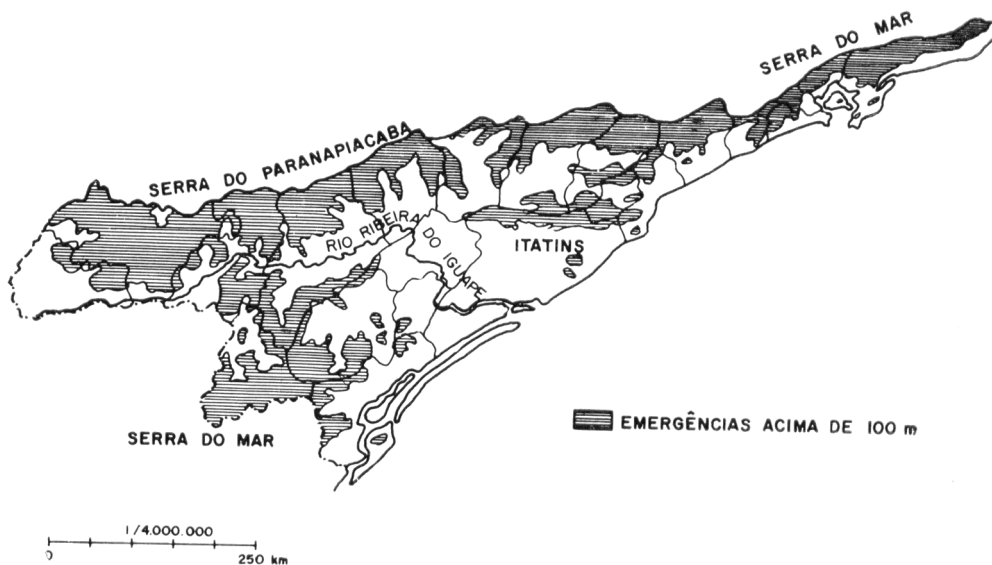 SERRA DO MAR
SERRA DO PARANAPIACABA
RIO RIBEIRA
DO IGUAPE
ITATINS
SERRA DO MAR
EMERGÊNCIAS ACIMA DE 100 m
1/4.000.000
0
250 km